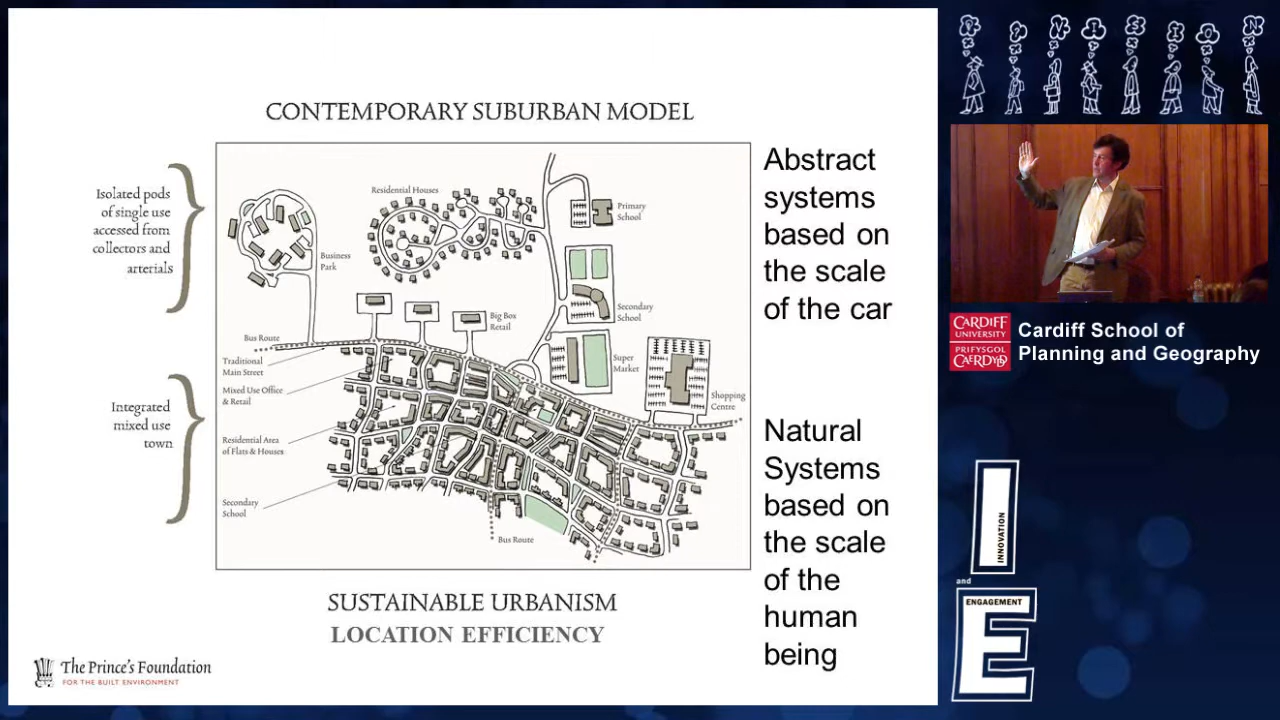 CONTEMPORARY SUBURBAN MODEL
Isolated pods
of single use
accessed from
collectors and
arterials
Integrated
mixed use
town
Residential Houses
Primary
School
Business
Park
Secondary
School
Big Box
Retail
Bus Route
Traditional
Main Street
Super
Market
Mixed Use Office
& Retail
Shopping
Centre
Residential Area
of Flats & Houses
Secondary
School
Bus Route
Abstract
systems
based on
the scale
of the car
Natural
Systems
based on
the scale
of the
human
being
SUSTAINABLE URBANISM
LOCATION EFFICIENCY
The Prince's Foundation
FOR THE BUILT ENVIRONMENT
R ? V I S I O N
CARDIFF
UNIVERSITY
PRIFYSGOL
CAERDYDD
Cardiff School of
Planning and Geography
INNOVATION
and
ENGAGEMENT